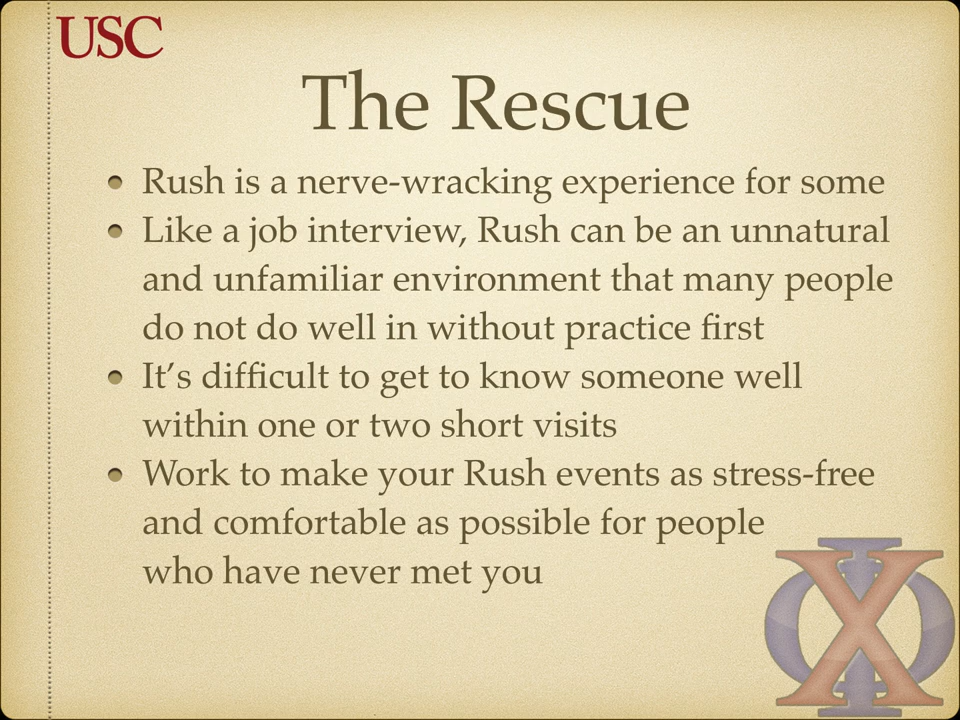 USC
The Rescue
Rush is a nerve-wracking experience for some
Like a job interview, Rush can be an unnatural
and unfamiliar environment that many people
do not do well in without practice first
It’s difficult to get to know someone well
within one or two short visits
Work to make your Rush events as stress-free
and comfortable as possible for people
who have never met you
ΦΧ